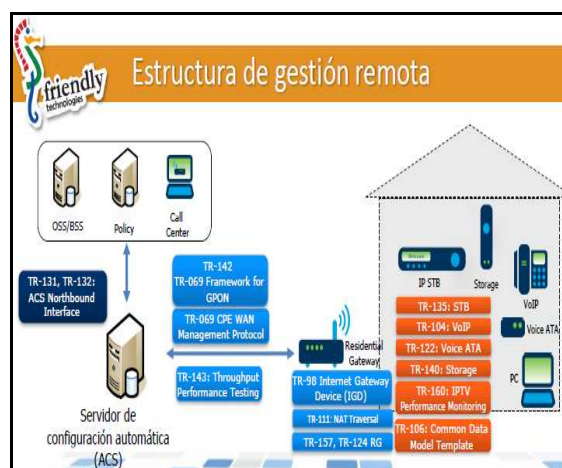 friendly
technologies
Estructura de gestión remota
OSS/BSS
Policy
Call
Center
TR-131, TR-132:
ACS Northbound
Interface
TR-142
TR-069 Framework for
GPON
TR-069 CPE WAN
Management Protocol
TR-143: Throughput
Performance Testing
Servidor de
configuración automática
(ACS)
Residential
Gateway
TR-98 Internet Gateway
Device (IGD)
TR-111: NAT Traversal
TR-157, TR-124 RG
IP STB
Storage
VoIP
Voice ATA
PC
TR-135: STB
TR-104: VoIP
TR-122: Voice ATA
TR-140: Storage
TR-160: IPTV
Performance Monitoring
TR-106: Common Data
Model Template